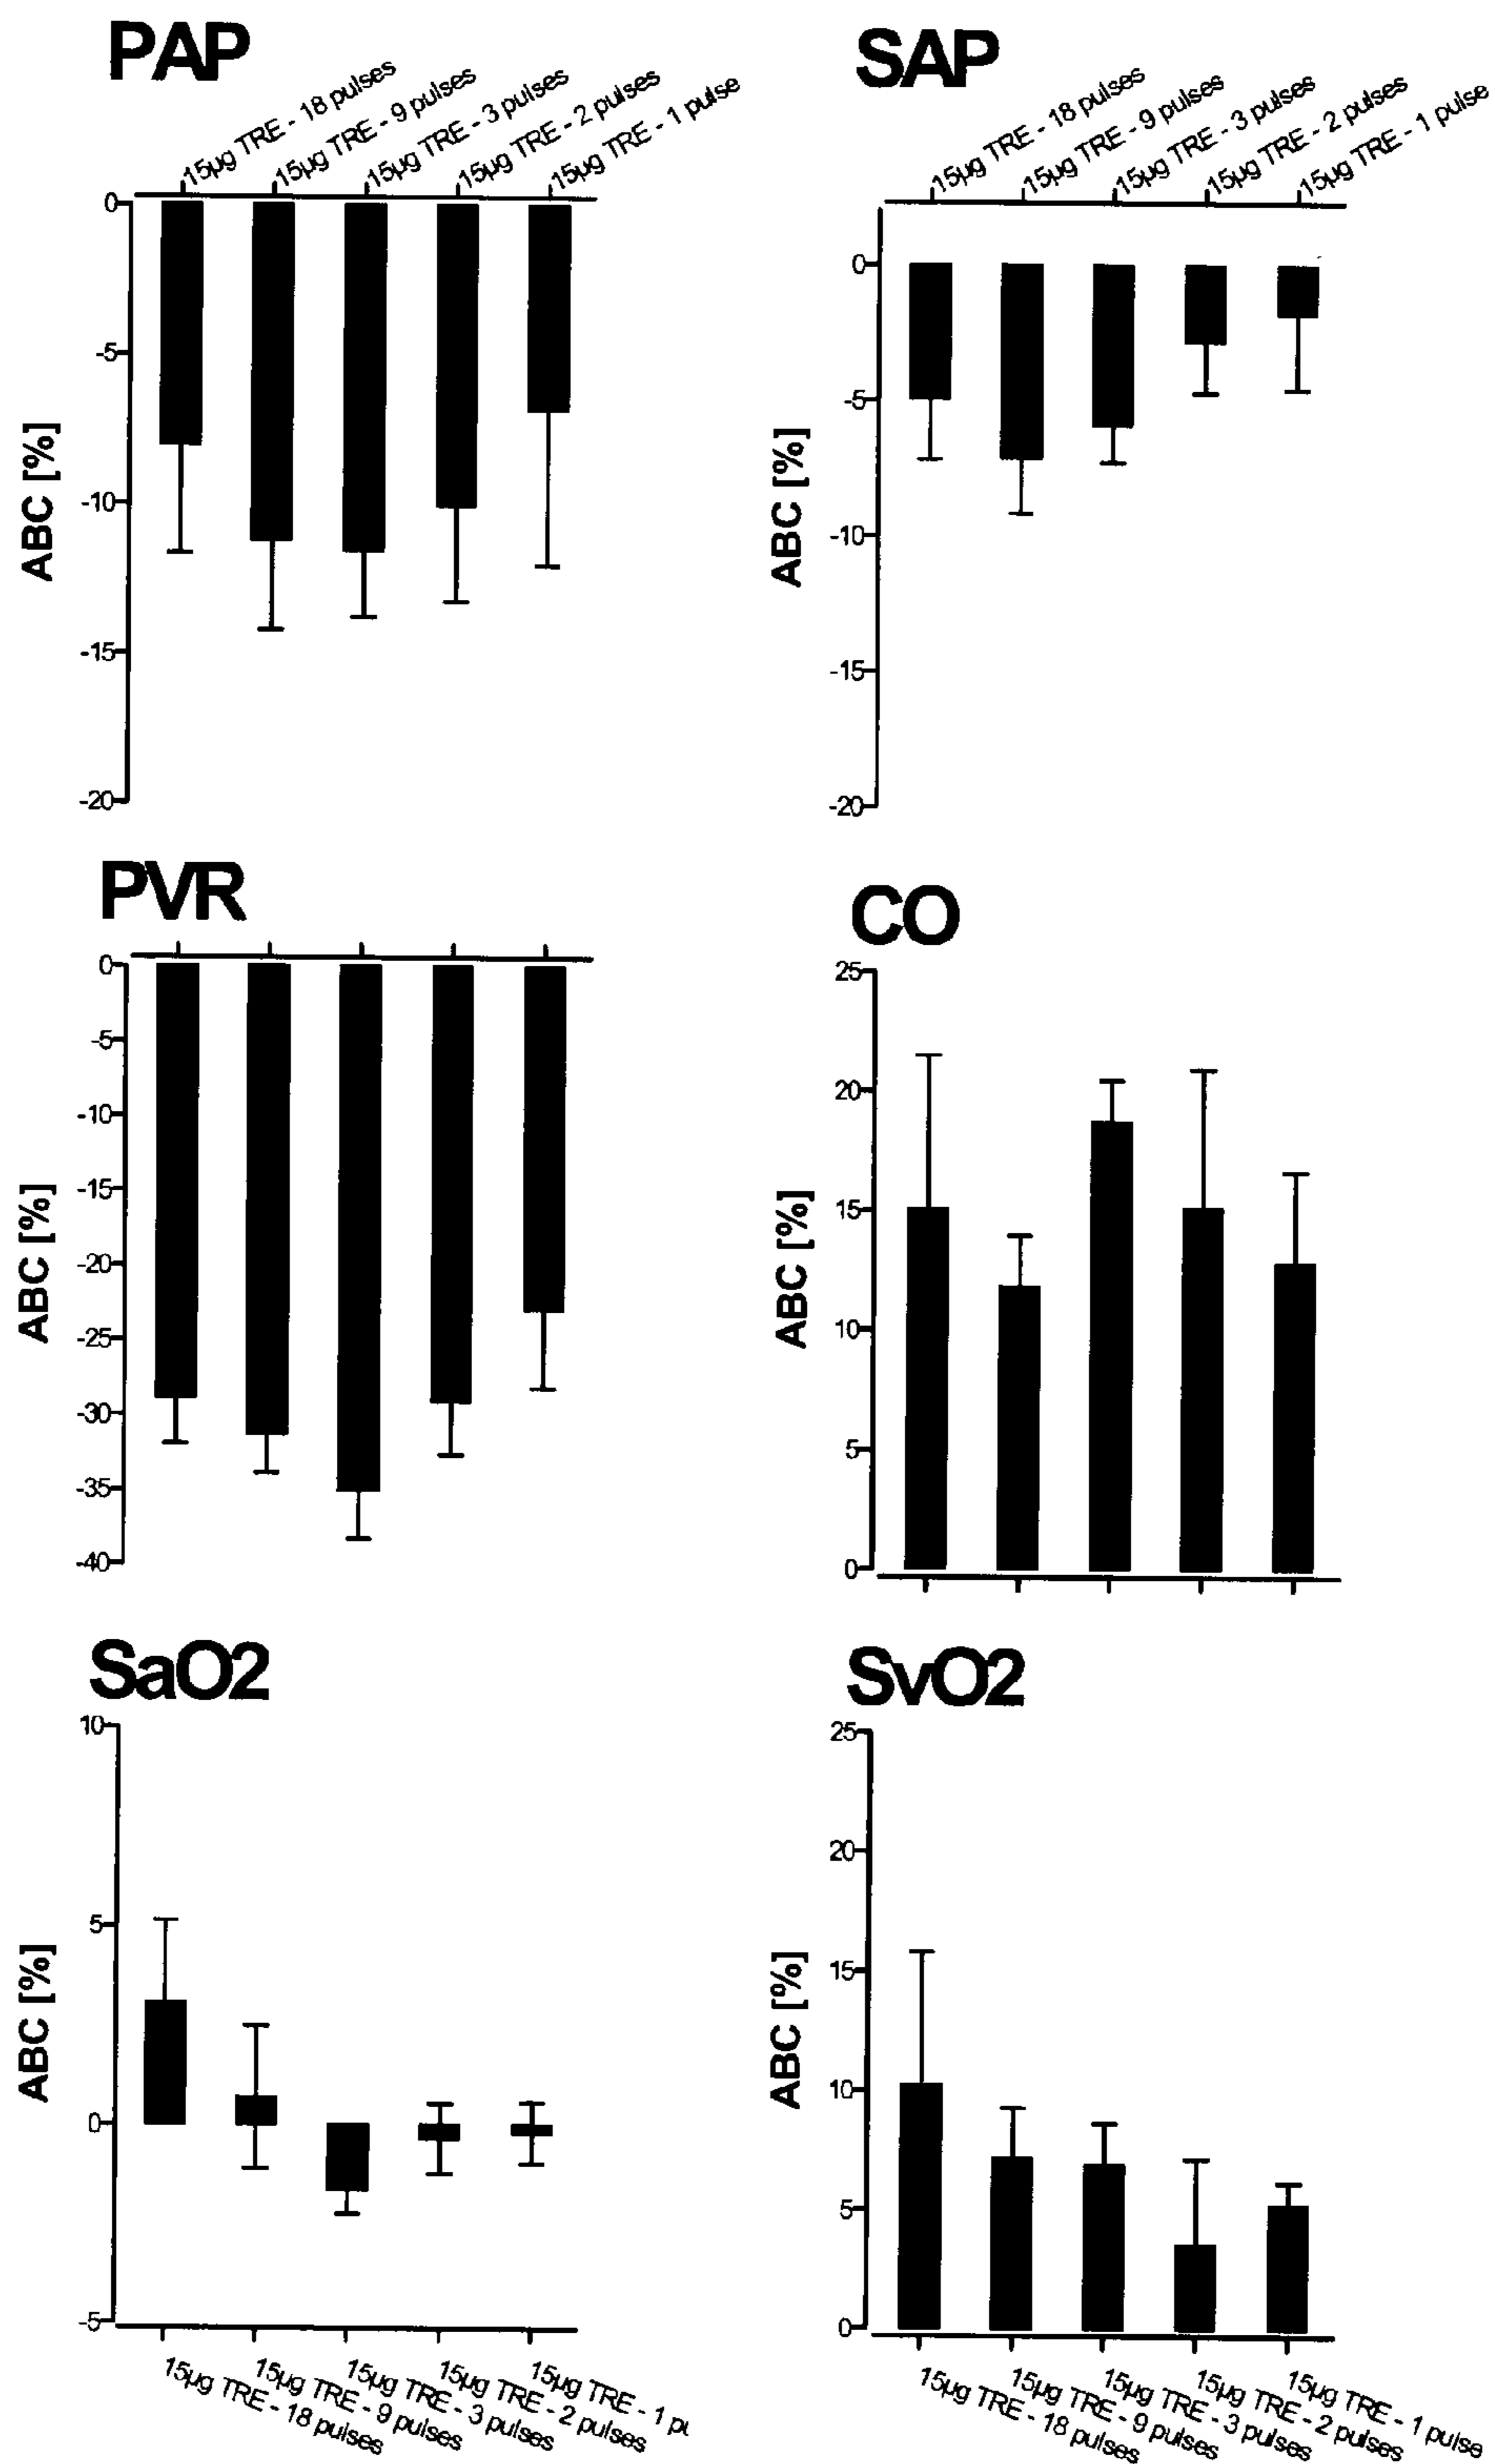 PAP
15µg TRE - 18 pulses
15µg TRE - 9 pulses
15µg TRE - 3 pulses
15µg TRE - 2 pulses
15µg TRE - 1 pulse
ABC [%]
0
-5
-10
-15
-20
SAP
15µg TRE - 18 pulses
15µg TRE - 9 pulses
15µg TRE - 3 pulses
15µg TRE - 2 pulses
15µg TRE - 1 pulse
ABC [%]
0
-5
-10
-15
-20
PVR
ABC [%]
0
-5
-10
-15
-20
-25
-30
-35
-40
CO
ABC [%]
25
20
15
10
5
0
SaO2
ABC [%]
10
5
0
-5
15µg TRE - 18 pulses
15µg TRE - 9 pulses
15µg TRE - 3 pulses
15µg TRE - 2 pulses
15µg TRE - 1 pu
SvO2
ABC [%]
25
20
15
10
5
0
15µg TRE - 18 pulses
15µg TRE - 9 pulses
15µg TRE - 3 pulses
15µg TRE - 2 pulses
15µg TRE - 1 pulse